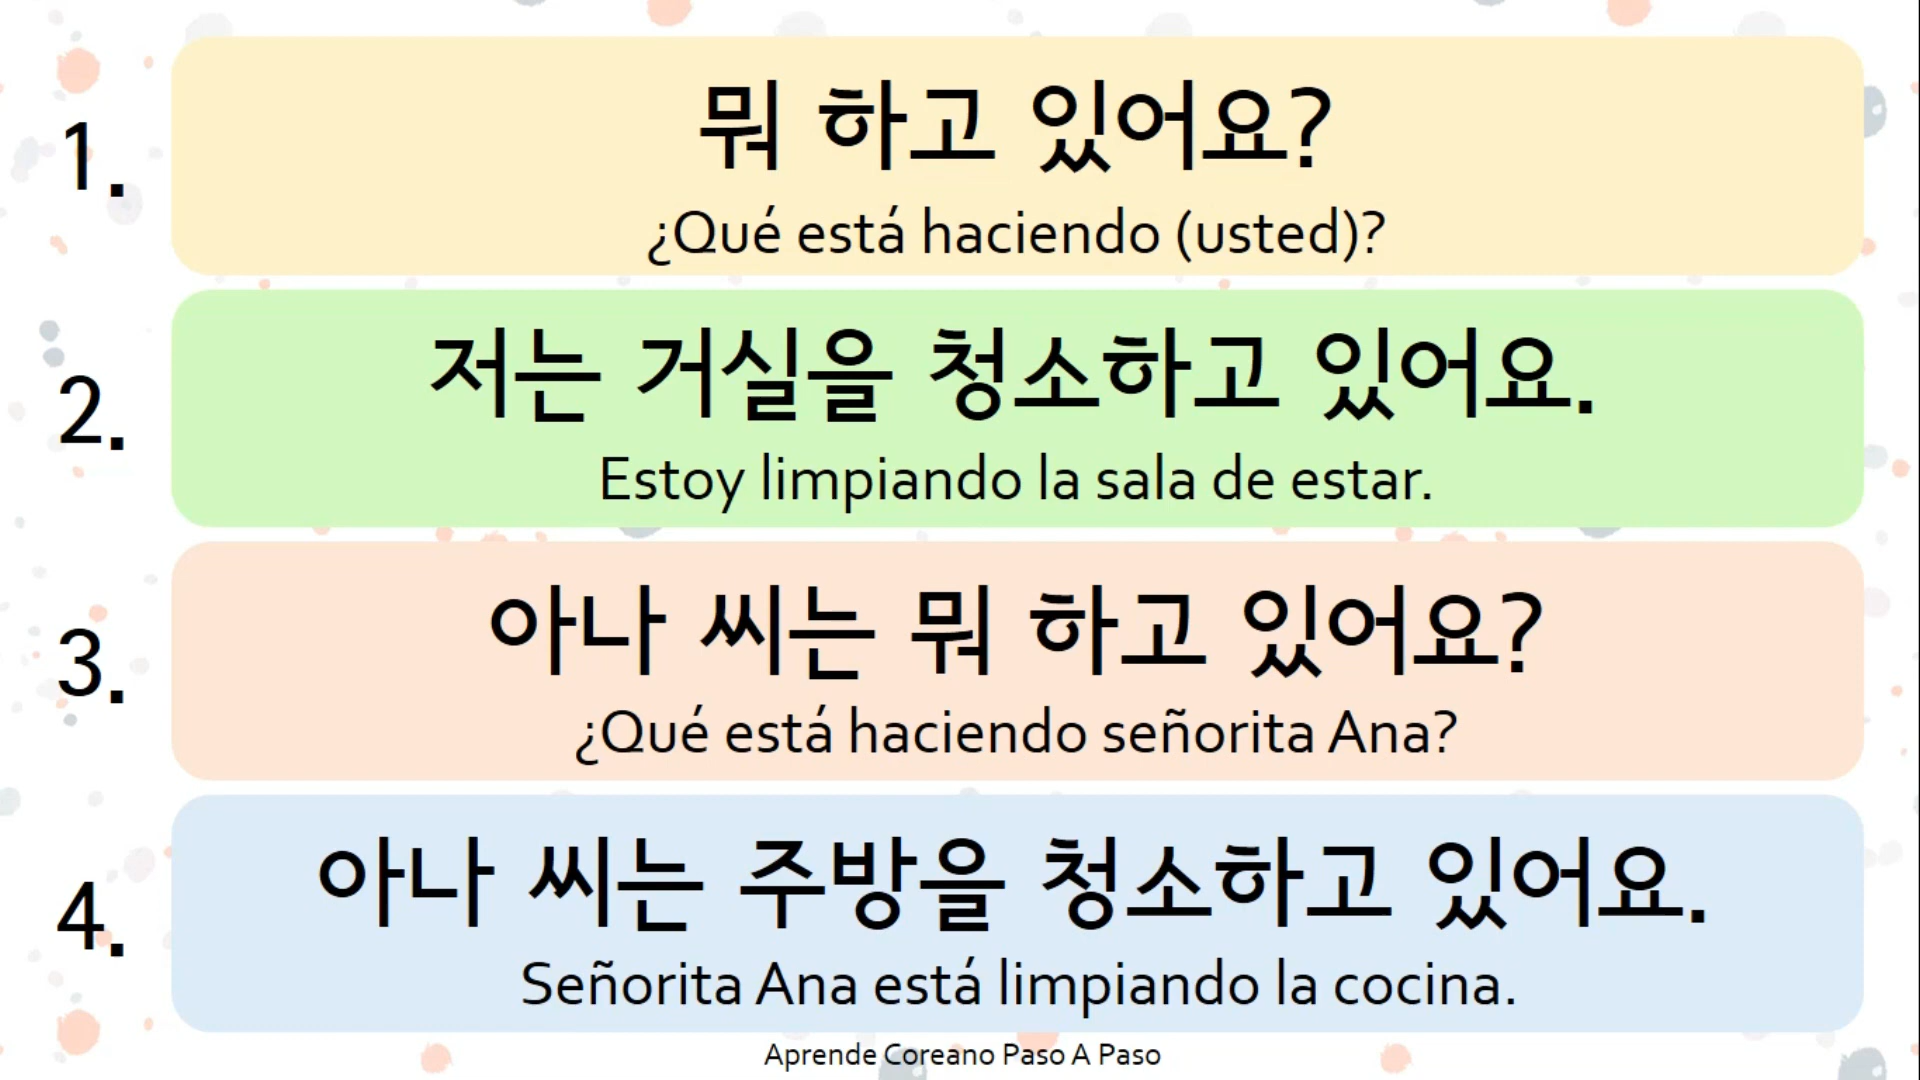 1.
뭐 하고 있어요?
¿Qué está haciendo (usted)?
2.
저는 거실을 청소하고 있어요.
Estoy limpiando la sala de estar.
3.
아나 씨는 뭐 하고 있어요?
¿Qué está haciendo señorita Ana?
4.
아나 씨는 주방을 청소하고 있어요.
Señorita Ana está limpiando la cocina.
Aprende Coreano Paso A Paso